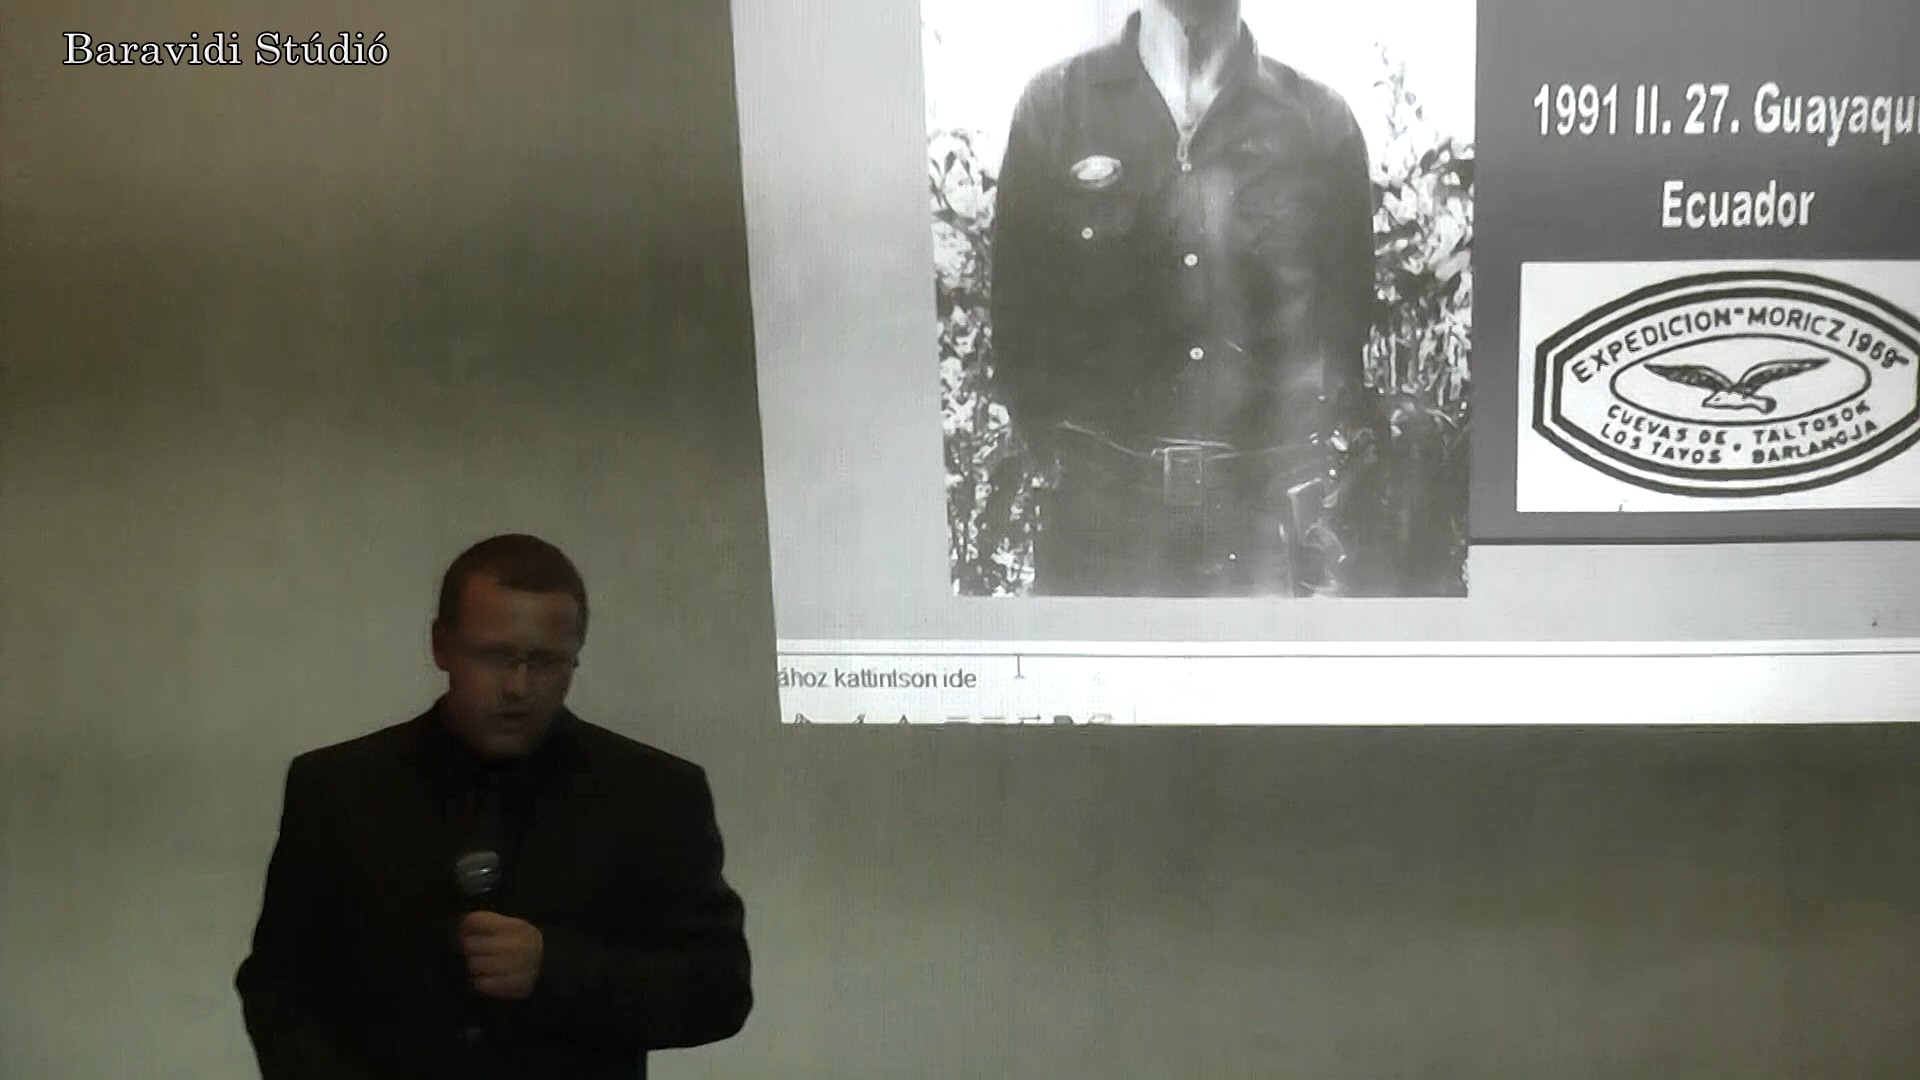 Baravidi Stúdió
1991 II. 27. Guayaqu
Ecuador
EXPEDICION-MORICZ 1969
CUEVAS DE · TALTOSOK
LOS TAYOS · BARLANGJA
ához kattintson ide